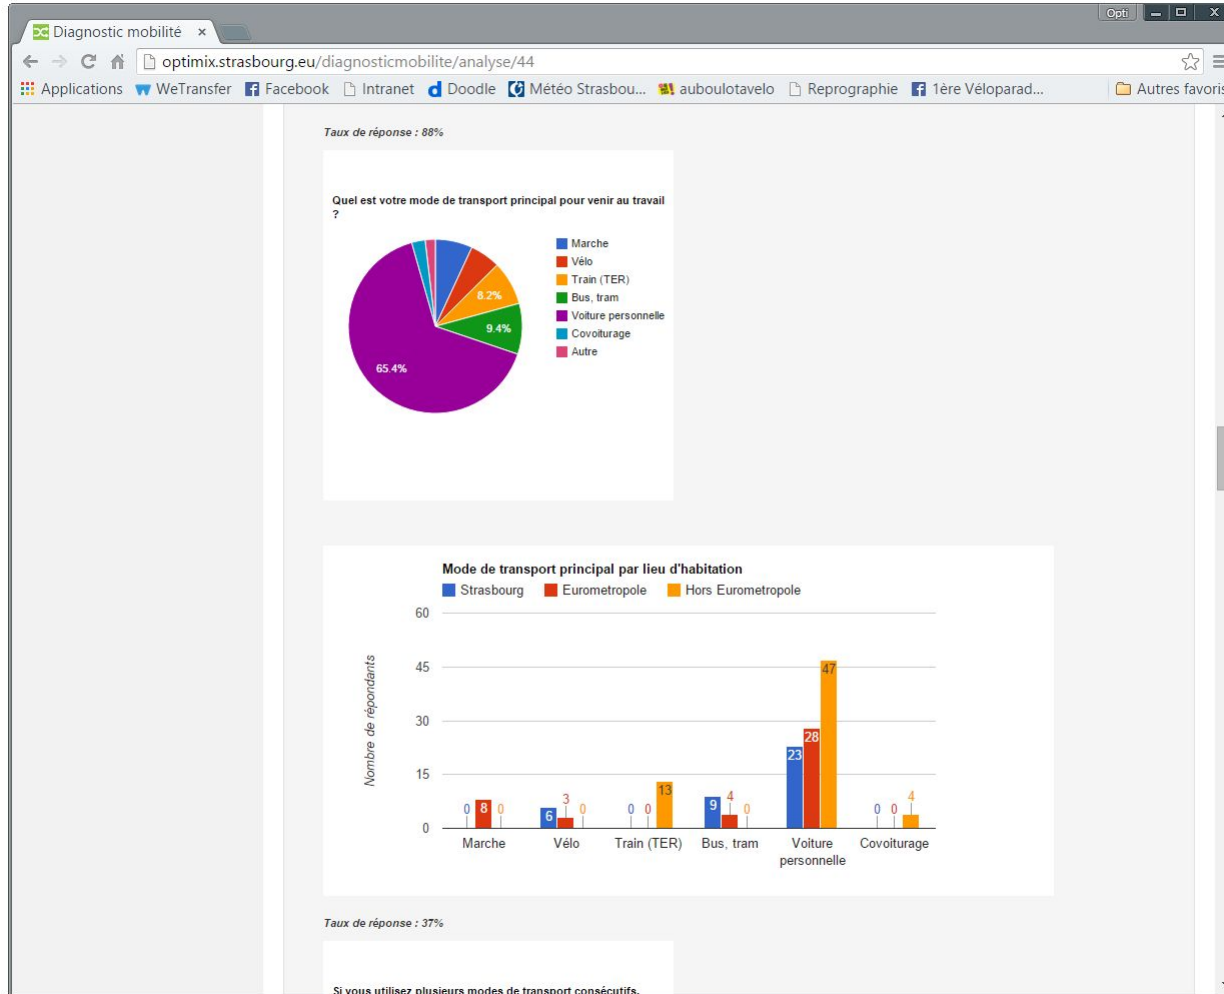 Opti
Diagnostic mobilité
optimix.strasbourg.eu/diagnosticmobilite/analyse/44
Applications WeTransfer Facebook Intranet Doodle Météo Strasbou... auboulotavelo Reprographie 1ère Véloparad... Autres favoris
Taux de réponse : 88%
Quel est votre mode de transport principal pour venir au travail
?
Marche
Vélo
Train (TER)
Bus, tram
Voiture personnelle
Covoiturage
Autre
8.2%
9.4%
65.4%
Mode de transport principal par lieu d'habitation
Strasbourg Eurometropole Hors Eurometropole
Nombre de répondants
60
45
30
15
0
0 8 0
6 3 0
0 0 13
9 4 0
23 28 47
0 0 4
Marche Vélo Train (TER) Bus, tram Voiture personnelle Covoiturage
Taux de réponse : 37%
Si vous utilisez plusieurs modes de transport consécutifs,